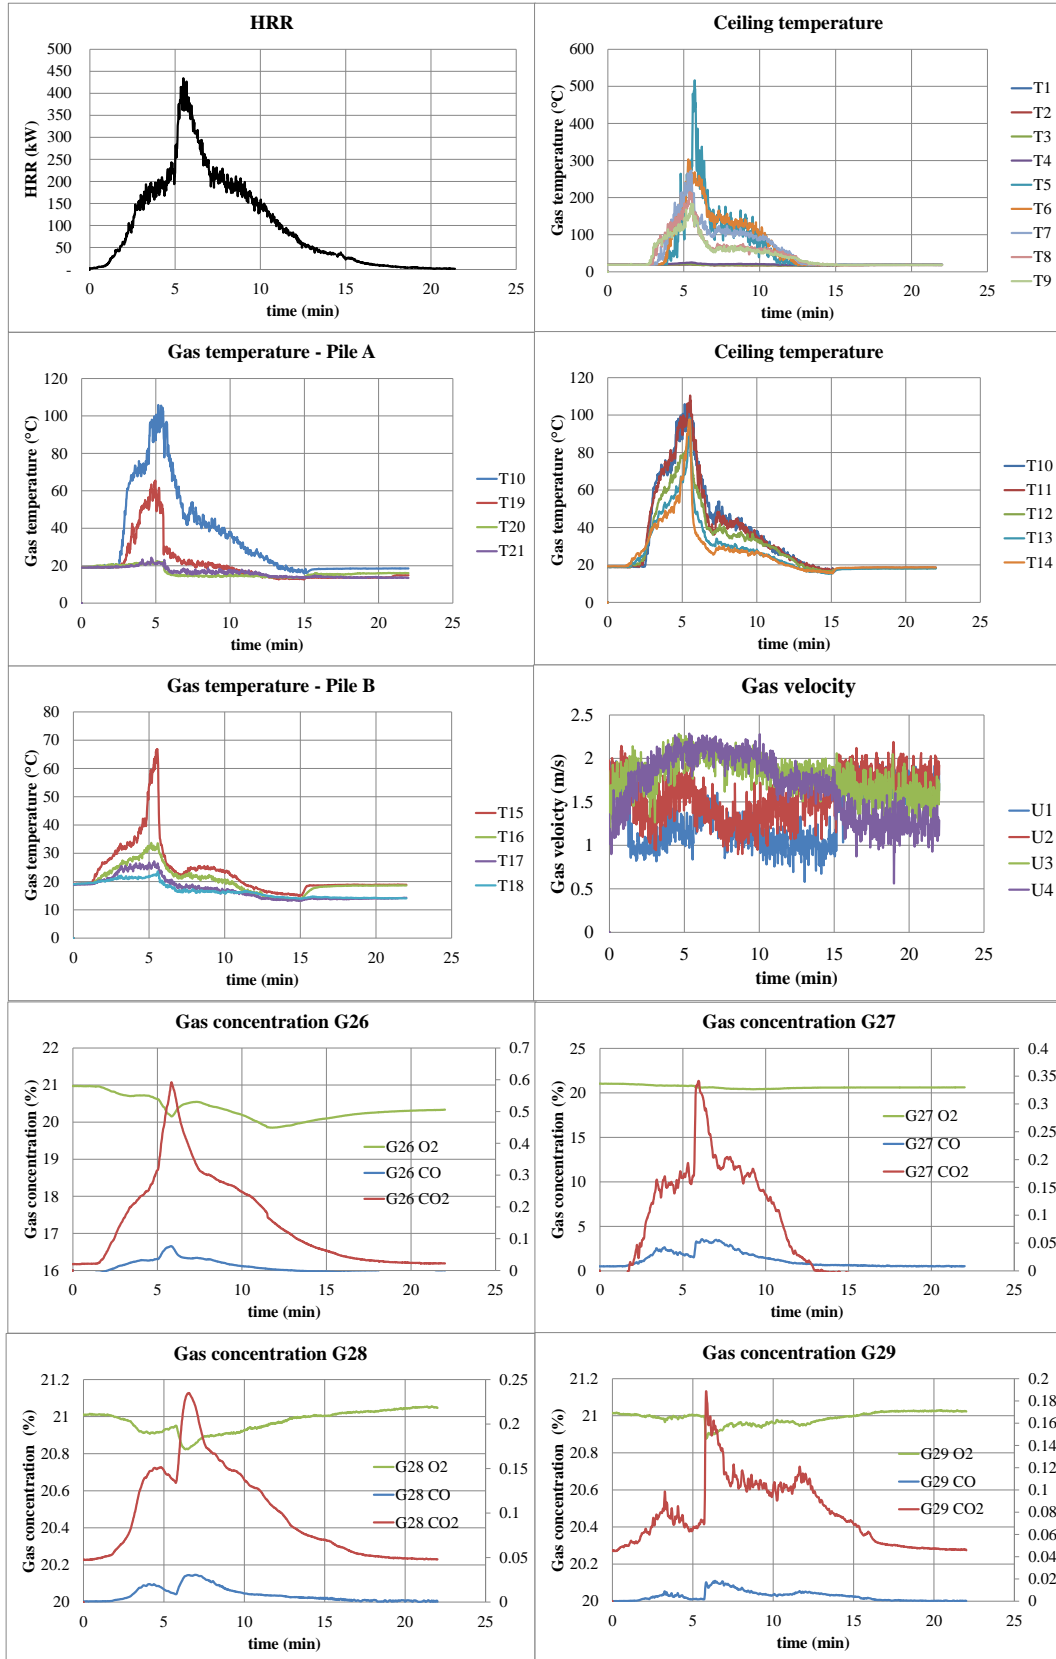 HRR
500
450
400
350
300
250
200
150
100
50
-
HRR (kW)
0 5 10 15 20 25
time (min)
Ceiling temperature
600
500
400
300
200
100
0
Gas temperature (°C)
0 5 10 15 20 25
time (min)
T1
T2
T3
T4
T5
T6
T7
T8
T9
Gas temperature - Pile A
120
100
80
60
40
20
0
Gas temperature (°C)
0 5 10 15 20 25
time (min)
T10
T19
T20
T21
Ceiling temperature
120
100
80
60
40
20
0
Gas temperature (°C)
0 5 10 15 20 25
time (min)
T10
T11
T12
T13
T14
Gas temperature - Pile B
80
70
60
50
40
30
20
10
0
Gas temperature (°C)
0 5 10 15 20 25
time (min)
T15
T16
T17
T18
Gas velocity
2.5
2
1.5
1
0.5
0
Gas veloicty (m/s)
0 5 10 15 20 25
time (min)
U1
U2
U3
U4
Gas concentration G26
22
21
20
19
18
17
16
Gas concentration (%)
0.7
0.6
0.5
0.4
0.3
0.2
0.1
0
0 5 10 15 20 25
time (min)
G26 O2
G26 CO
G26 CO2
Gas concentration G27
25
20
15
10
5
0
Gas concentration (%)
0.4
0.35
0.3
0.25
0.2
0.15
0.1
0.05
0
0 5 10 15 20 25
time (min)
G27 O2
G27 CO
G27 CO2
Gas concentration G28
21.2
21
20.8
20.6
20.4
20.2
20
Gas concentration (%)
0.25
0.2
0.15
0.1
0.05
0
0 5 10 15 20 25
time (min)
G28 O2
G28 CO
G28 CO2
Gas concentration G29
21.2
21
20.8
20.6
20.4
20.2
20
Gas concentration (%)
0.2
0.18
0.16
0.14
0.12
0.1
0.08
0.06
0.04
0.02
0
0 5 10 15 20 25
time (min)
G29 O2
G29 CO
G29 CO2